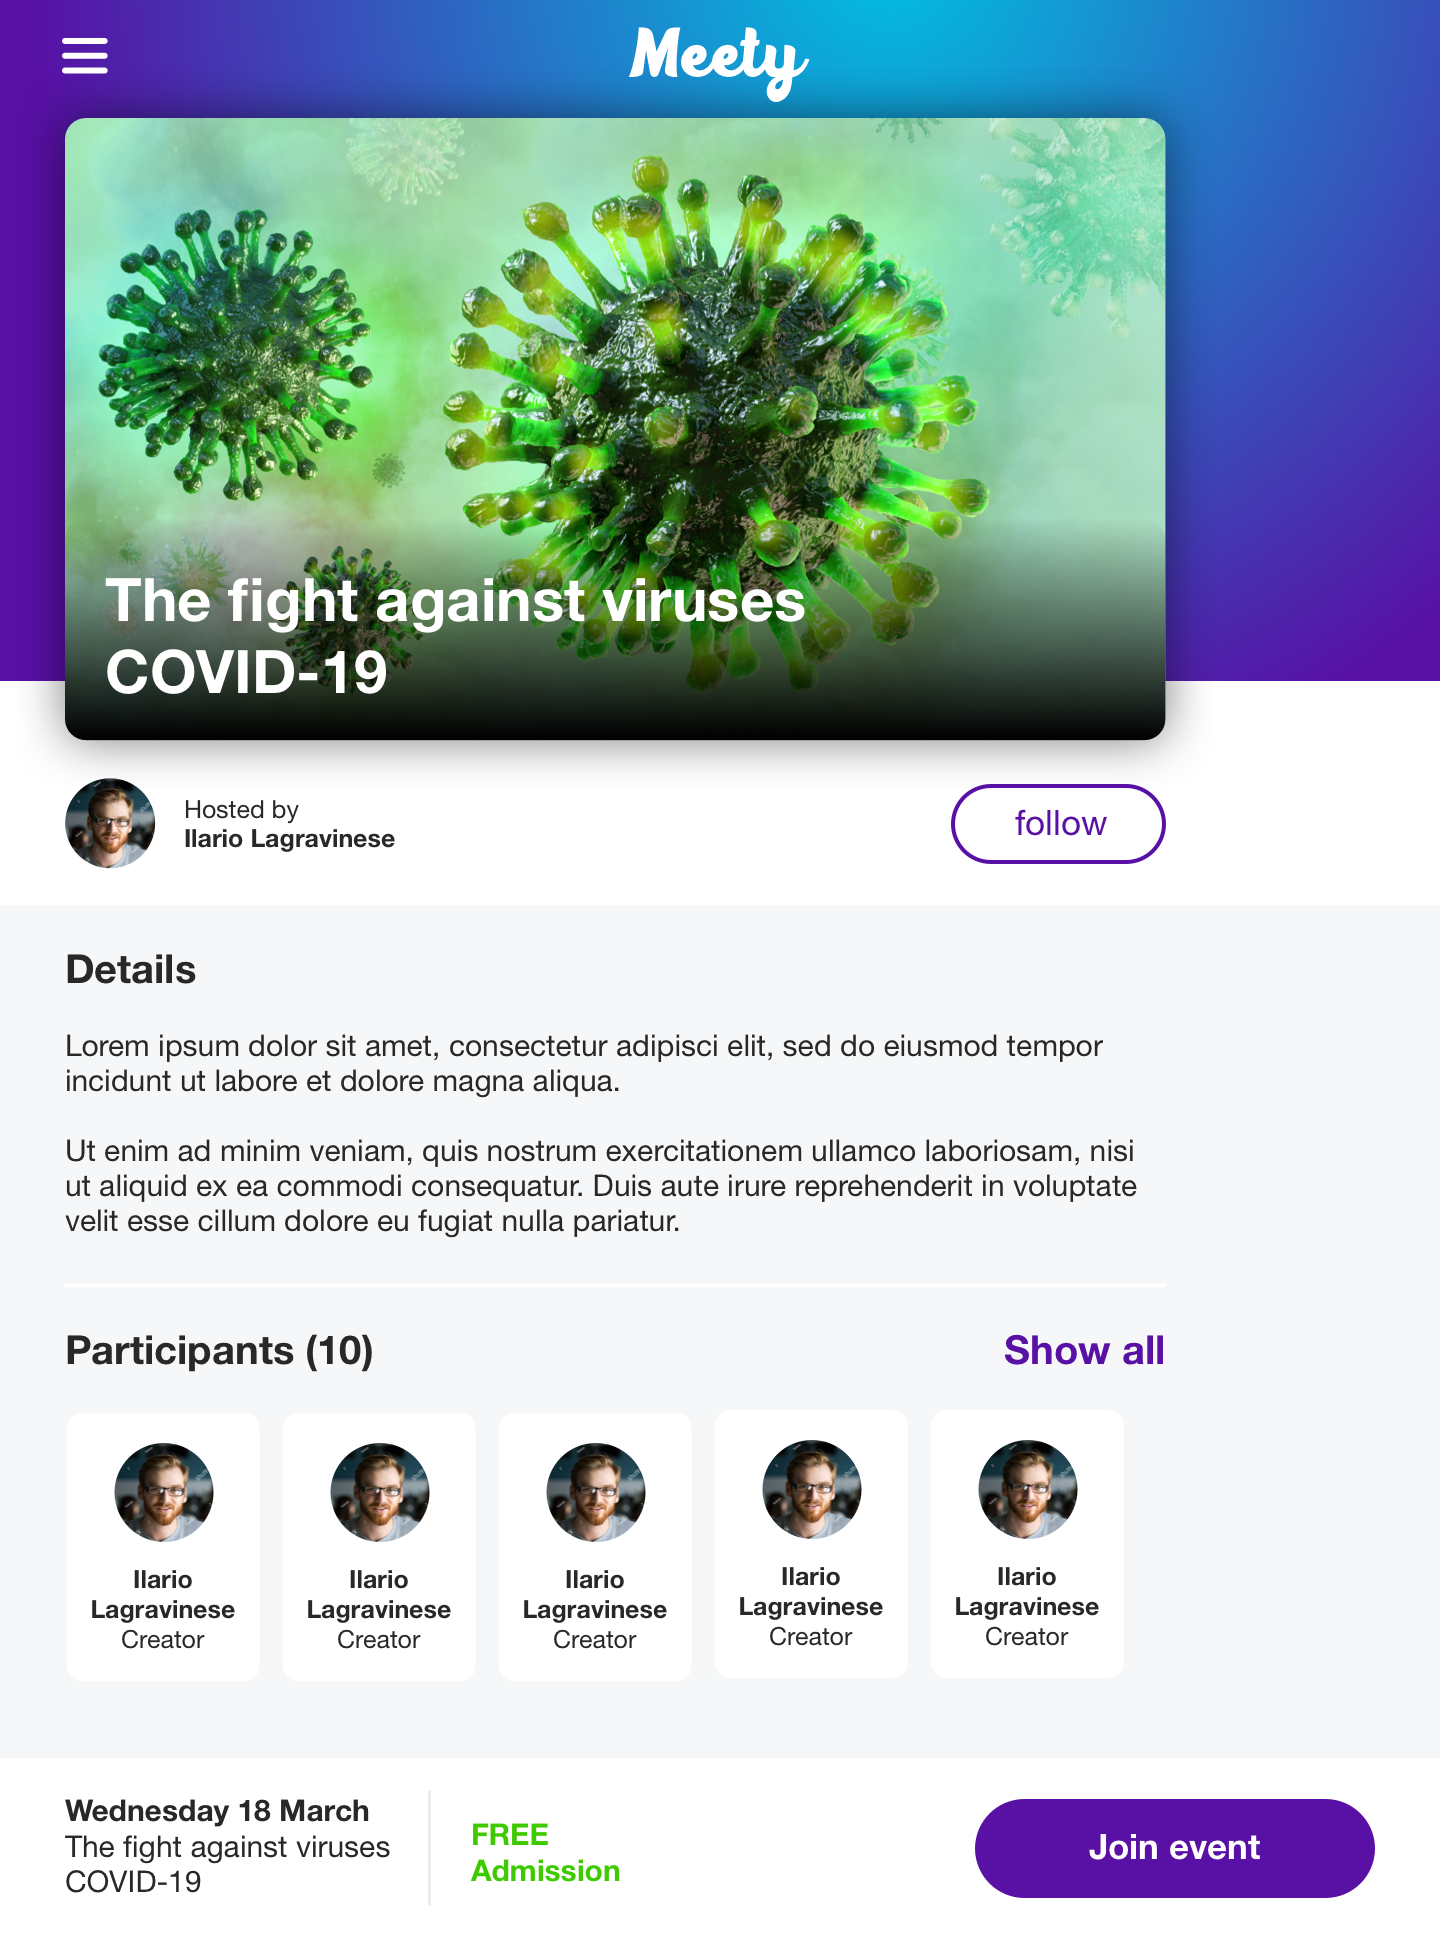 Meety
The fight against viruses
COVID-19
Hosted by
Ilario Lagravinese
follow
Details
Lorem ipsum dolor sit amet, consectetur adipisci elit, sed do eiusmod tempor
incidunt ut labore et dolore magna aliqua.
Ut enim ad minim veniam, quis nostrum exercitationem ullamco laboriosam, nisi
ut aliquid ex ea commodi consequatur. Duis aute irure reprehenderit in voluptate
velit esse cillum dolore eu fugiat nulla pariatur.
Participants (10)
Show all
Ilario
Lagravinese
Creator
Ilario
Lagravinese
Creator
Ilario
Lagravinese
Creator
Ilario
Lagravinese
Creator
Ilario
Lagravinese
Creator
Wednesday 18 March
The fight against viruses
COVID-19
FREE
Admission
Join event